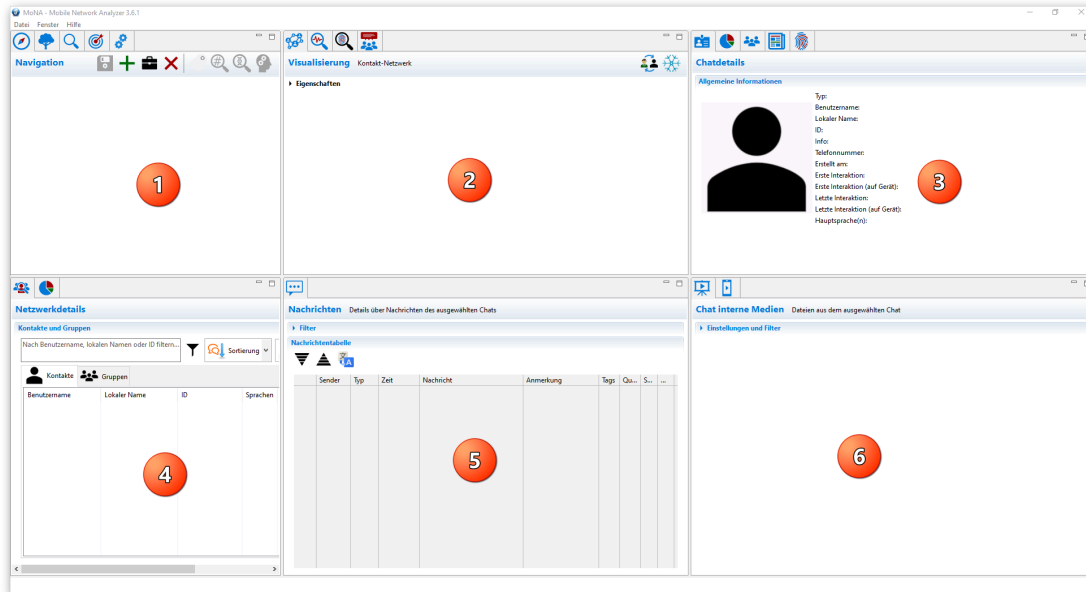 MoNA - Mobile Network Analyzer 3.6.1
Datei Fenster Hilfe
Navigation
1
Visualisierung Kontakt-Netzwerk
Eigenschaften
2
Chatdetails
Allgemeine Informationen
Typ:
Benutzername:
Lokaler Name:
ID:
Info:
Telefonnummer:
Erstellt am:
Erste Interaktion:
Erste Interaktion (auf Gerät):
Letzte Interaktion:
Letzte Interaktion (auf Gerät):
Hauptsprache(n):
3
Netzwerkdetails
Kontakte und Gruppen
Nach Benutzername, lokalen Namen oder ID filtern... Sortierung
Kontakte Gruppen
Benutzername Lokaler Name ID Sprachen
4
Nachrichten Details über Nachrichten des ausgewählten Chats
Filter
Nachrichtentabelle
A
Sender Typ Zeit Nachricht Anmerkung Tags Qu... S... ...
5
Chat interne Medien Dateien aus dem ausgewählten Chat
Einstellungen und Filter
6